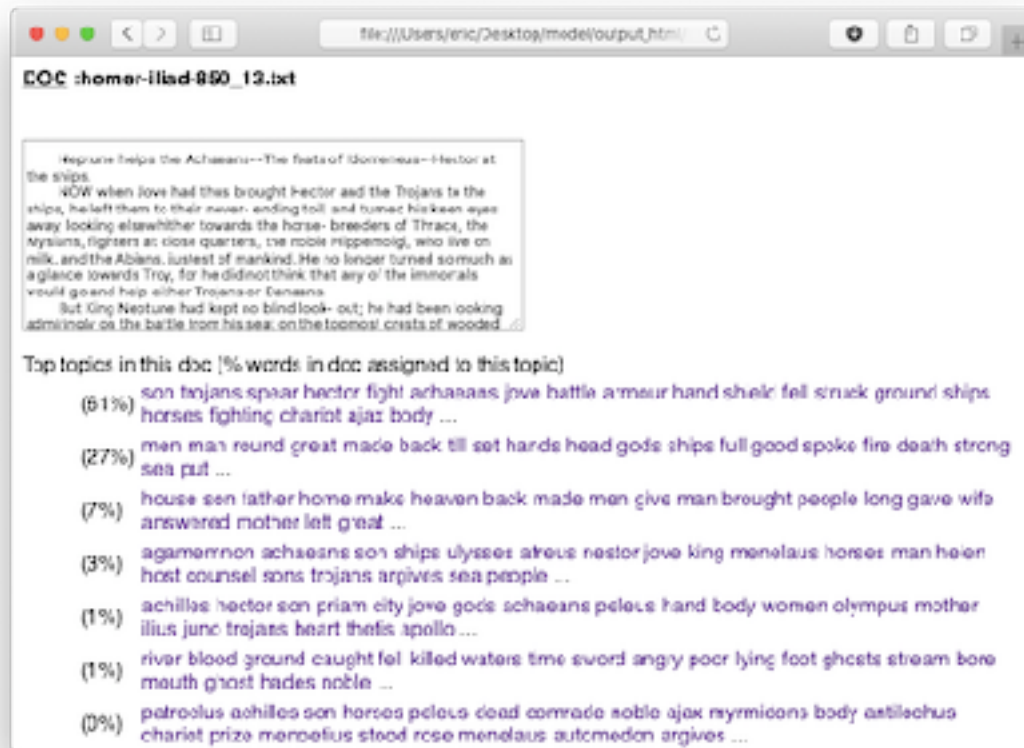 file:///Users/eric/Desktop/model/output_html/
DOC :homer-iliad-850_13.txt
Neptune helps the Achaeans--The feats of Idomeneus--Hector at
the ships.
NOW when Jove had thus brought Hector and the Trojans to the
ships, he left them to their never- ending toil and turned his keen eyes
away looking elsewhither towards the horse- breeders of Thrace, the
Mysians, fighters at close quarters, the noble Hippemolgi, who live on
milk, and the Abians, justest of mankind. He no longer turned so much as
a glance towards Troy, for he did not think that any of the immortals
would go and help either Trojans or Danaans.
But King Neptune had kept no blind look- out; he had been looking
admiringly on the battle from his seat on the topmost crests of wooded
Top topics in this doc (% words in doc assigned to this topic)
(61%) son trojans spear hector fight achaeans jove battle armour hand shield fell struck ground ships
horses fighting chariot ajax body ...
(27%) men man round great made back till set hands head gods ships full good spoke fire death strong
sea put ...
(7%) house son father home make heaven back made men give man brought people long gave wife
answered mother left great ...
(3%) agamemnon achaeans son ships ulysses atreus nestor jove king menelaus horses man helen
host counsel sons trojans argives sea people ...
(1%) achilles hector son priam city jove gods achaeans peleus hand body women olympus mother
ilius juno trojans heart thetis apollo ...
(1%) river blood ground caught fell killed waters time sword angry poor lying foot ghosts stream bore
mouth ghost hades noble ...
(0%) patroclus achilles son horses peleus dead comrade noble ajax myrmidons body antilochus
chariot prize menoetius stood rose menelaus automedon argives ...